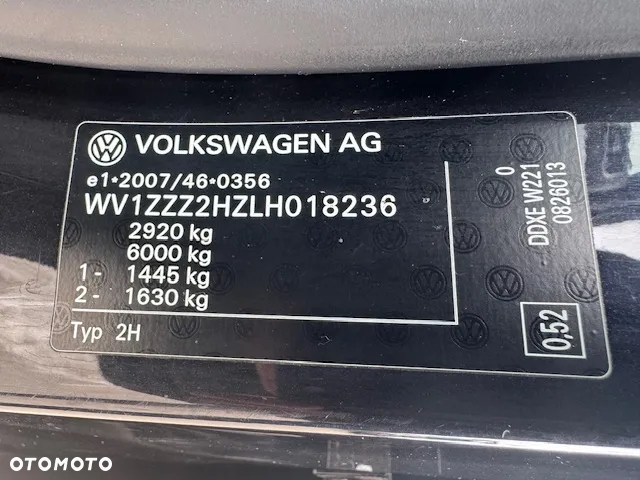 VOLKSWAGEN AG
e1*2007/46*0356
WV1ZZZ2HZLH018236
2920 kg
6000 kg
1- 1445 kg
2- 1630 kg
Typ 2H
0
DDXE W221
0826013
0,52
OTOMOTO